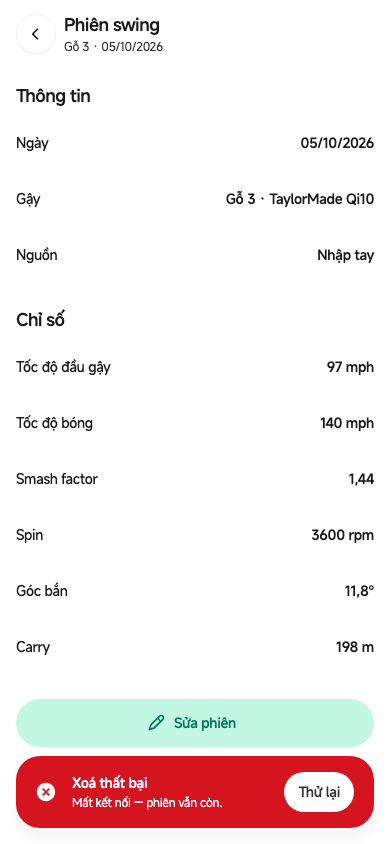 Phiên swing
Gỗ 3 · 05/10/2026
Thông tin
Ngày 05/10/2026
Gậy Gỗ 3 · TaylorMade Qi10
Nguồn Nhập tay
Chỉ số
Tốc độ đầu gậy 97 mph
Tốc độ bóng 140 mph
Smash factor 1,44
Spin 3600 rpm
Góc bắn 11,8°
Carry 198 m
Sửa phiên
Xoá thất bại
Mất kết nối — phiên vẫn còn.
Thử lại